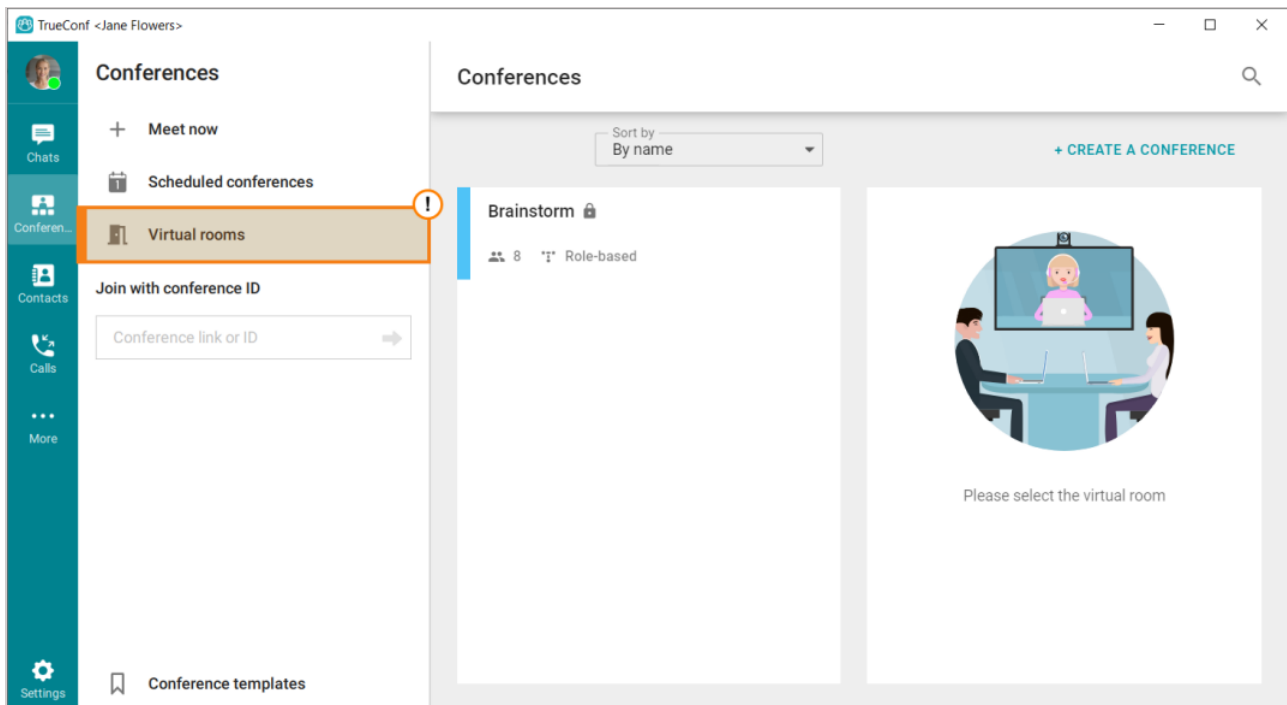 TrueConf <Jane Flowers>
Chats
Conferen...
Contacts
Calls
More
Settings
Conferences
Meet now
1
Scheduled conferences
!
Virtual rooms
Join with conference ID
Conference link or ID
Conference templates
Conferences
Sort by
By name
+ CREATE A CONFERENCE
Brainstorm
8 Role-based
Please select the virtual room